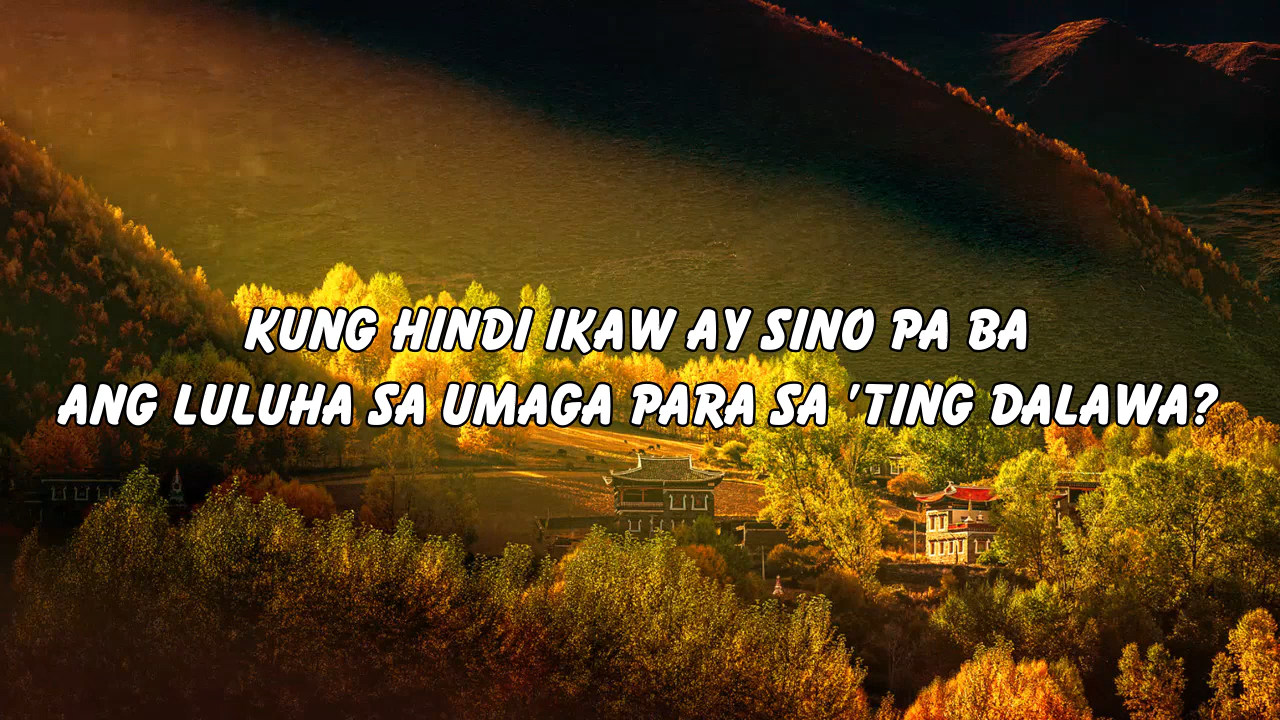 KUNG HINDI IKAW AY SINO PA BA
ANG LULUHA SA UMAGA PARA SA 'TING DALAWA?